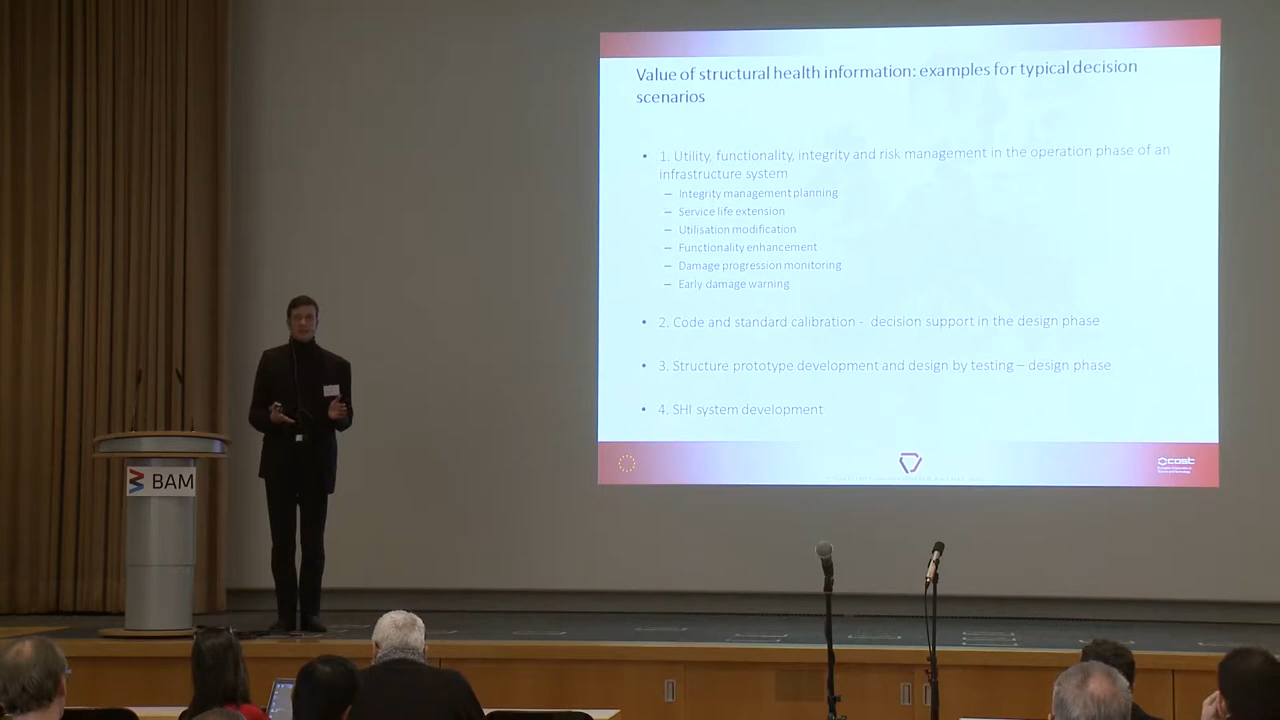 Value of structural health information: examples for typical decision
scenarios
• 1. Utility, functionality, integrity and risk management in the operation phase of an
infrastructure system
– Integrity management planning
– Service life extension
– Utilisation modification
– Functionality enhancement
– Damage progression monitoring
– Early damage warning
• 2. Code and standard calibration - decision support in the design phase
• 3. Structure prototype development and design by testing – design phase
• 4. SHI system development
cost
BAM